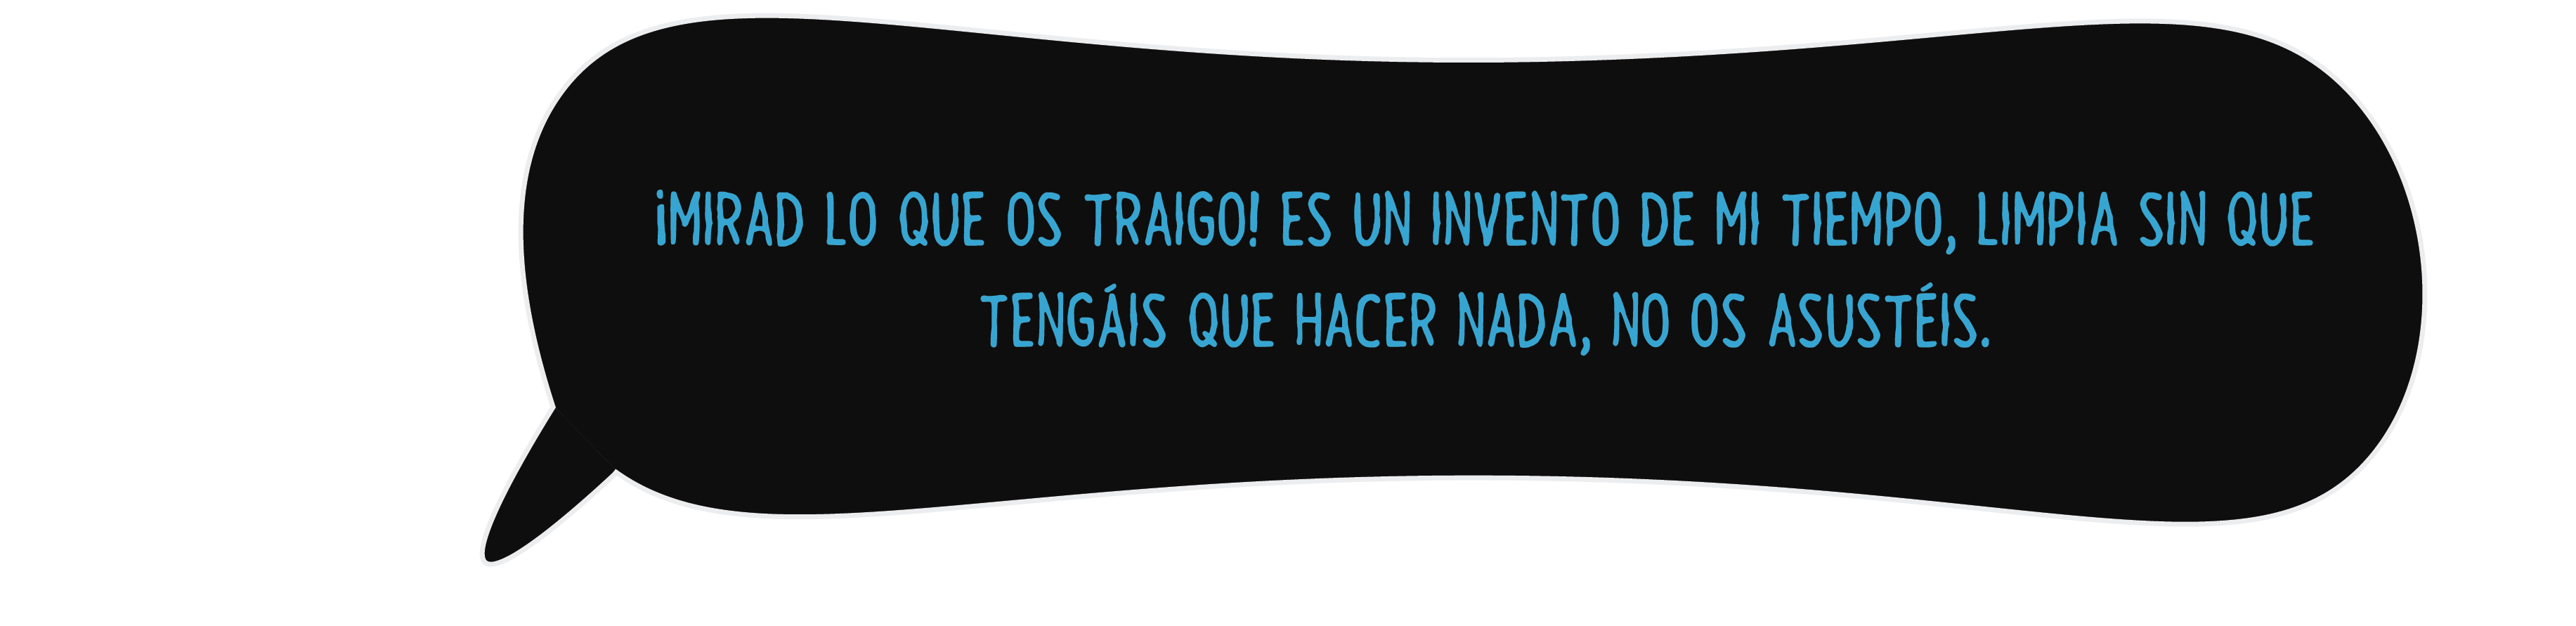 ¡MIRAD LO QUE OS TRAIGO! ES UN INVENTO DE MI TIEMPO, LIMPIA SIN QUE
TENGÁIS QUE HACER NADA, NO OS ASUSTÉIS.